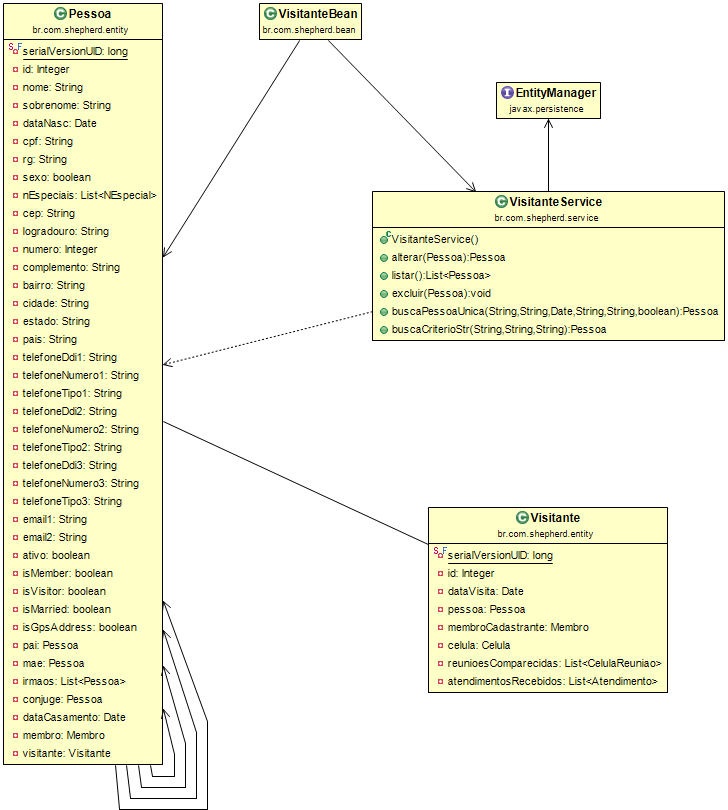 Pessoa
br.com.shepherd.entity
serialVersionUID: long
id: Integer
nome: String
sobrenome: String
dataNasc: Date
cpf: String
rg: String
sexo: boolean
nEspeciais: List<NEspecial>
cep: String
logradouro: String
numero: Integer
complemento: String
bairro: String
cidade: String
estado: String
pais: String
telefoneDdi1: String
telefoneNumero1: String
telefoneTipo1: String
telefoneDdi2: String
telefoneNumero2: String
telefoneTipo2: String
telefoneDdi3: String
telefoneNumero3: String
telefoneTipo3: String
email1: String
email2: String
ativo: boolean
isMember: boolean
isVisitor: boolean
isMarried: boolean
isGpsAddress: boolean
pai: Pessoa
mae: Pessoa
irmaos: List<Pessoa>
conjuge: Pessoa
dataCasamento: Date
membro: Membro
visitante: Visitante
VisitanteBean
br.com.shepherd.bean
EntityManager
javax.persistence
VisitanteService
br.com.shepherd.service
VisitanteService()
alterar(Pessoa):Pessoa
listar():List<Pessoa>
excluir(Pessoa):void
buscaPessoaUnica(String,String,Date,String,String,boolean):Pessoa
buscaCriterioStr(String,String,String):Pessoa
Visitante
br.com.shepherd.entity
serialVersionUID: long
id: Integer
dataVisita: Date
pessoa: Pessoa
membroCadastrante: Membro
celula: Celula
reunioesComparecidas: List<CelulaReuniao>
atendimentosRecebidos: List<Atendimento>